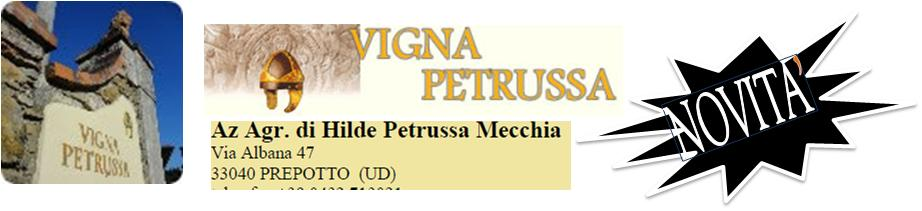 VIGNA
PETRUSSA
VIGNA
PETRUSSA
Az Agr. di Hilde Petrussa Mecchia
Via Albana 47
33040 PREPOTTO (UD)
NOVITA'